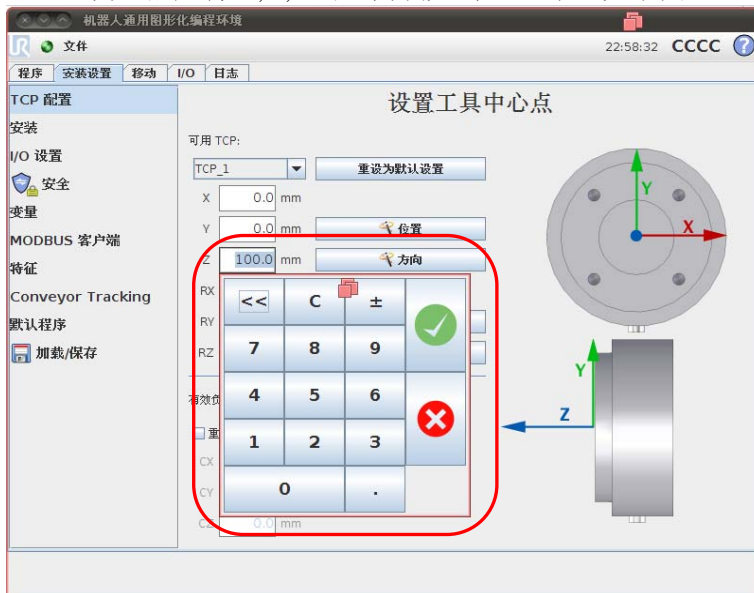 机器人通用图形化编程环境
文件
22:58:32 CCCC ?
程序 安装设置 移动 I/O 日志
TCP 配置
安装
I/O 设置
安全
变量
MODBUS 客户端
特征
Conveyor Tracking
默认程序
加载/保存
设置工具中心点
可用 TCP:
TCP_1 重设为默认设置
X 0.0 mm
Y 0.0 mm 位置
Z 100.0 mm 方向
RX
RY
RZ
<< C ±
7 8 9
4 5 6
1 2 3
0 .
有效负
重
CX
CY
CZ 0.0 mm
Y
X
Y
Z